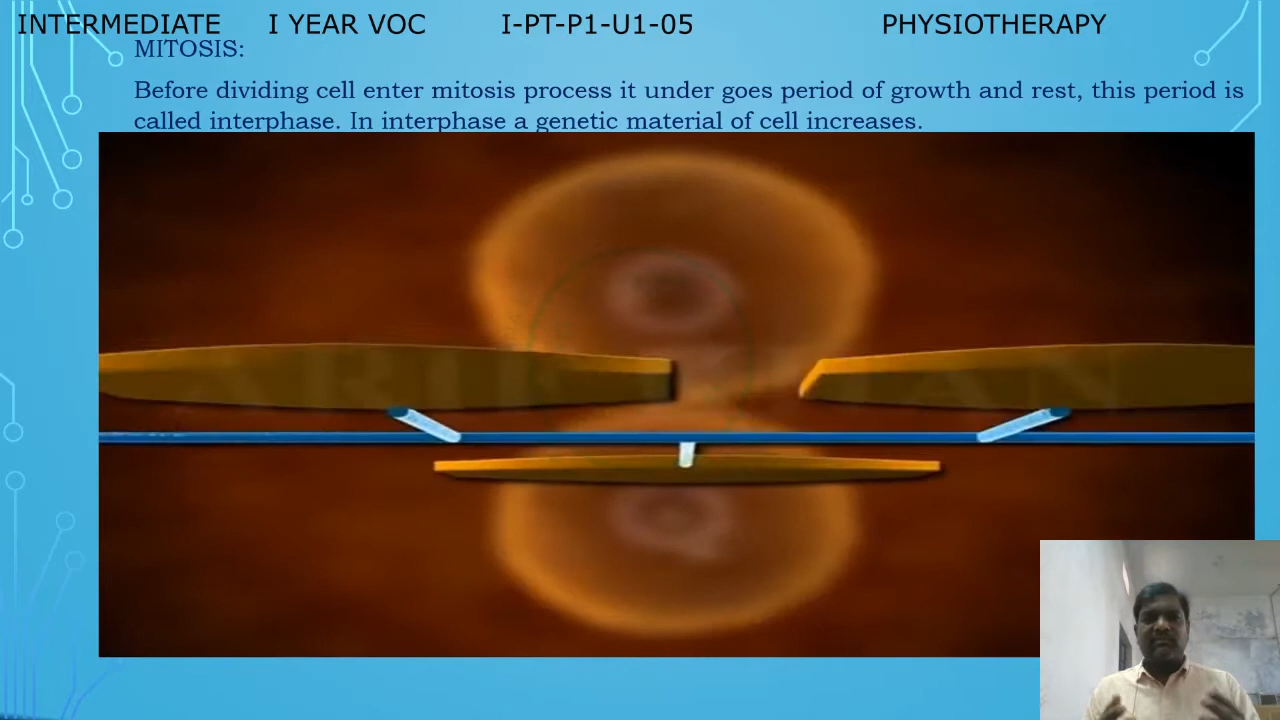 INTERMEDIATE I YEAR VOC I-PT-P1-U1-05 PHYSIOTHERAPY
MITOSIS:
Before dividing cell enter mitosis process it under goes period of growth and rest, this period is
called interphase. In interphase a genetic material of cell increases.